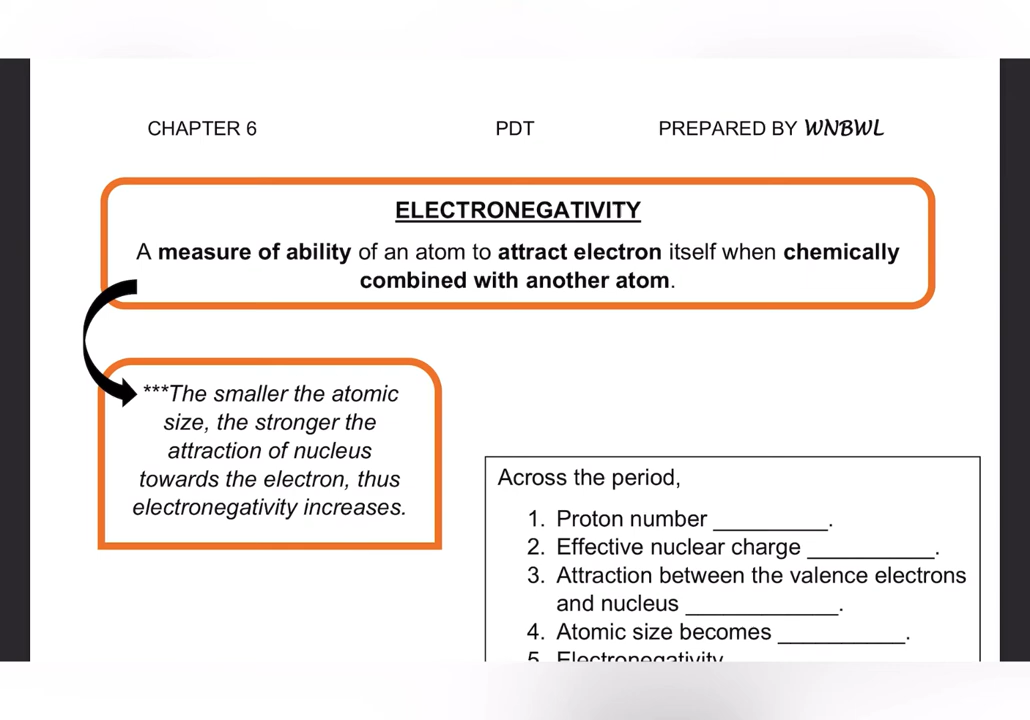 CHAPTER 6 PDT PREPARED BY WNBWL
ELECTRONEGATIVITY
A measure of ability of an atom to attract electron itself when chemically
combined with another atom.
***The smaller the atomic
size, the stronger the
attraction of nucleus
towards the electron, thus
electronegativity increases.
Across the period,
1. Proton number _________.
2. Effective nuclear charge __________.
3. Attraction between the valence electrons
and nucleus ____________.
4. Atomic size becomes __________.
5. Electronegativity